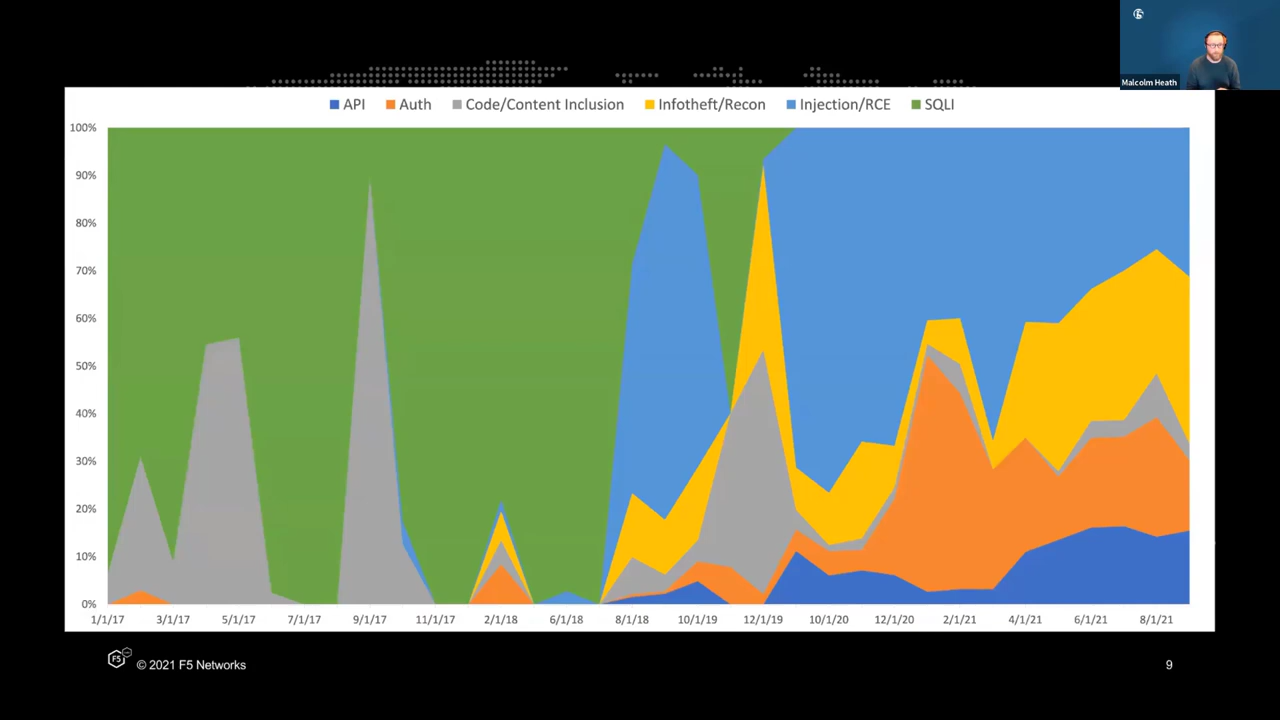 Malcolm Heath
API Auth Code/Content Inclusion Infotheft/Recon Injection/RCE SQLI
100%
90%
80%
70%
60%
50%
40%
30%
20%
10%
0%
1/1/17 3/1/17 5/1/17 7/1/17 9/1/17 11/1/17 2/1/18 6/1/18 8/1/18 10/1/19 12/1/19 10/1/20 12/1/20 2/1/21 4/1/21 6/1/21 8/1/21
F5 © 2021 F5 Networks 9